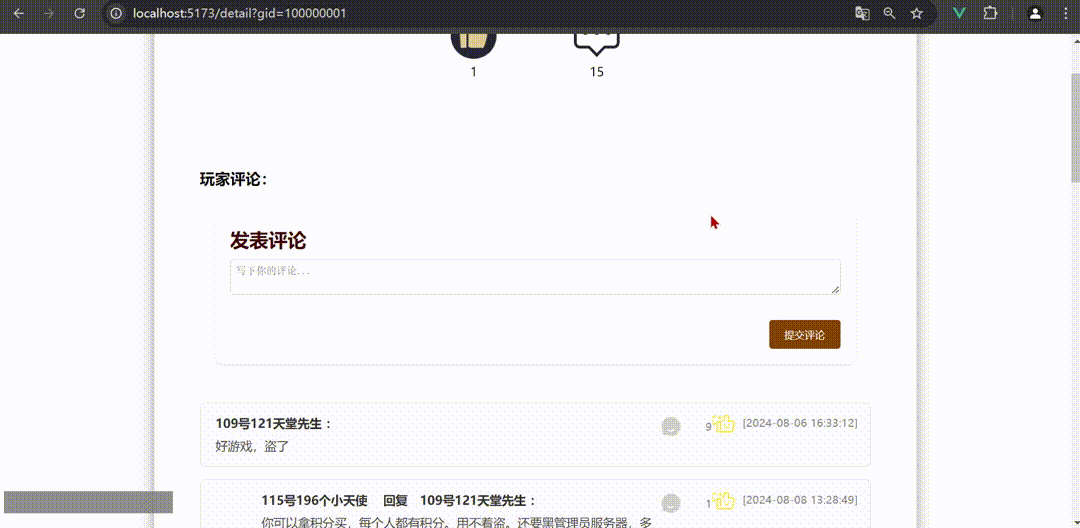 localhost:5173/detail?gid=100000001
1
15
玩家评论：
发表评论
写下你的评论...
提交评论
109号121天堂先生：
9
[2024-08-06 16:33:12]
好游戏，盗了
115号196个小天使 回复 109号121天堂先生：
1
[2024-08-08 13:28:49]
你可以拿积分买，每个人都有积分。用不着盗。还要黑管理员服务器，多